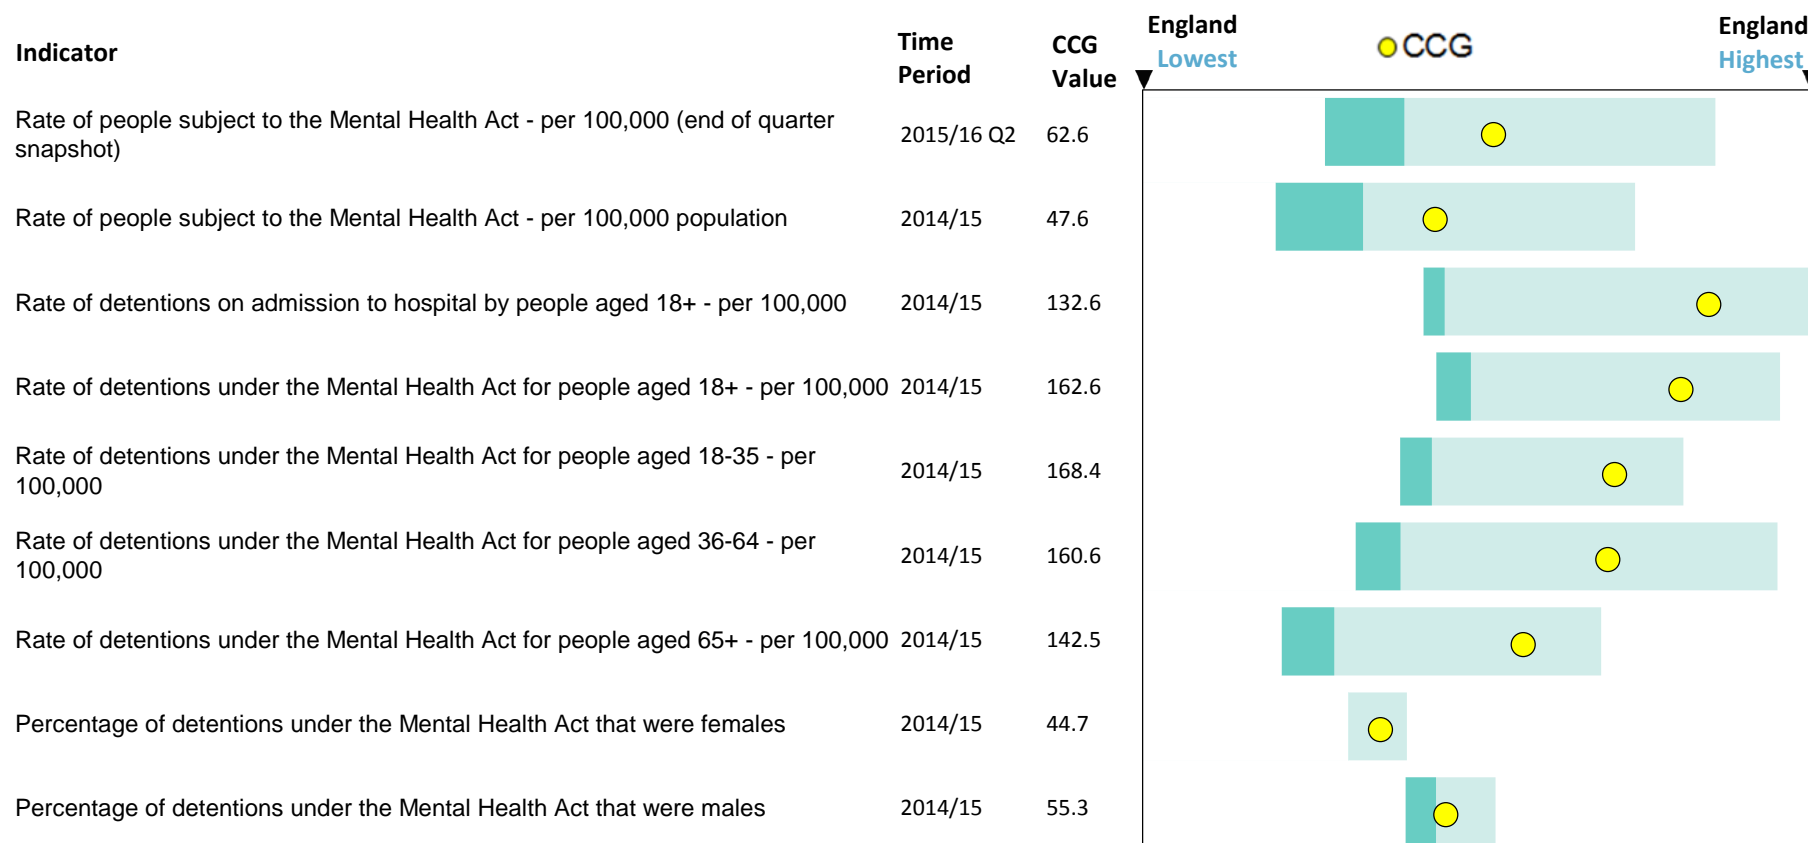 Indicator
Time
Period
CCG
Value
England
Lowest
CCG
England
Highest
Rate of people subject to the Mental Health Act - per 100,000 (end of quarter
snapshot)
2015/16 Q2
62.6
Rate of people subject to the Mental Health Act - per 100,000 population
2014/15
47.6
Rate of detentions on admission to hospital by people aged 18+ - per 100,000
2014/15
132.6
Rate of detentions under the Mental Health Act for people aged 18+ - per 100,000
2014/15
162.6
Rate of detentions under the Mental Health Act for people aged 18-35 - per
100,000
2014/15
168.4
Rate of detentions under the Mental Health Act for people aged 36-64 - per
100,000
2014/15
160.6
Rate of detentions under the Mental Health Act for people aged 65+ - per 100,000
2014/15
142.5
Percentage of detentions under the Mental Health Act that were females
2014/15
44.7
Percentage of detentions under the Mental Health Act that were males
2014/15
55.3